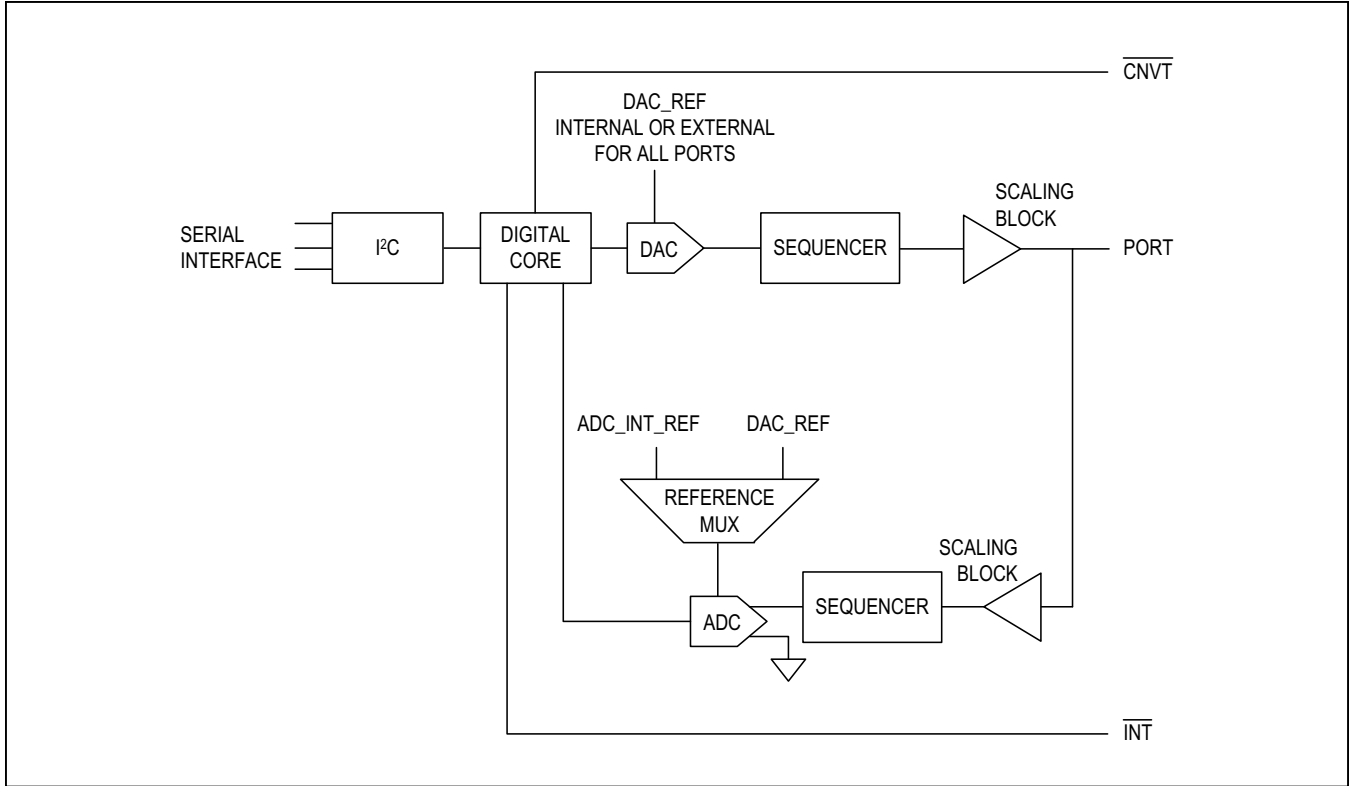 CNVT
DAC_REF
INTERNAL OR EXTERNAL
FOR ALL PORTS
SCALING
BLOCK
SERIAL
INTERFACE
I²C
DIGITAL
CORE
DAC
SEQUENCER
PORT
ADC_INT_REF
DAC_REF
REFERENCE
MUX
SCALING
BLOCK
ADC
SEQUENCER
INT